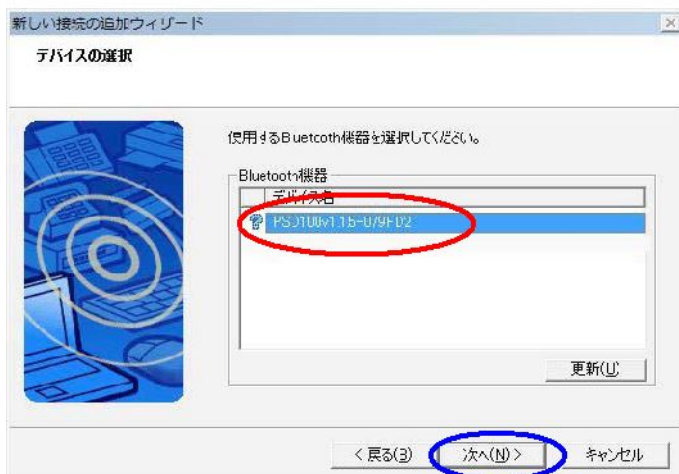 新しい接続の追加ウィザード
デバイスの選択
使用するBluetooth機器を選択してください。
Bluetooth機器
デバイス名
PSD100v1.1.5-079FD2
更新(U)
< 戻る(B)
次へ(N) >
キャンセル